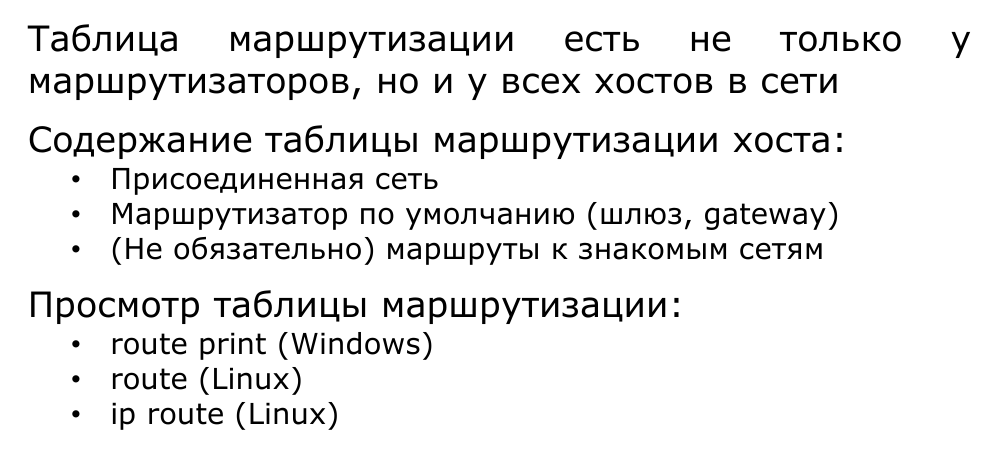 Таблица маршрутизации есть не только у
маршрутизаторов, но и у всех хостов в сети
Содержание таблицы маршрутизации хоста:
• Присоединенная сеть
• Маршрутизатор по умолчанию (шлюз, gateway)
• (Не обязательно) маршруты к знакомым сетям
Просмотр таблицы маршрутизации:
• route print (Windows)
• route (Linux)
• ip route (Linux)